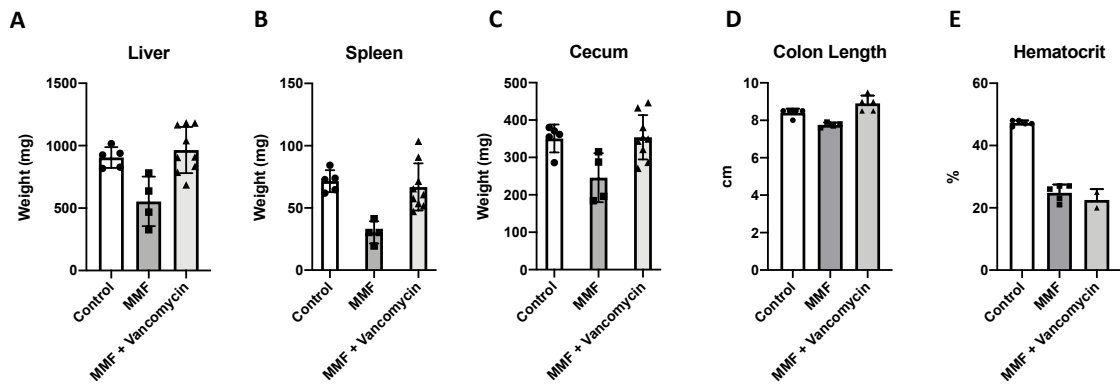 A
Liver
Weight (mg)
1500
1000
500
0
Control
MMF
MMF + Vancomycin
B
Spleen
Weight (mg)
150
100
50
0
Control
MMF
MMF + Vancomycin
C
Cecum
Weight (mg)
500
400
300
200
100
0
Control
MMF
MMF + Vancomycin
D
Colon Length
cm
10
8
6
4
2
0
Control
MMF
MMF + Vancomycin
E
Hematocrit
%
60
40
20
0
Control
MMF
MMF + Vancomycin